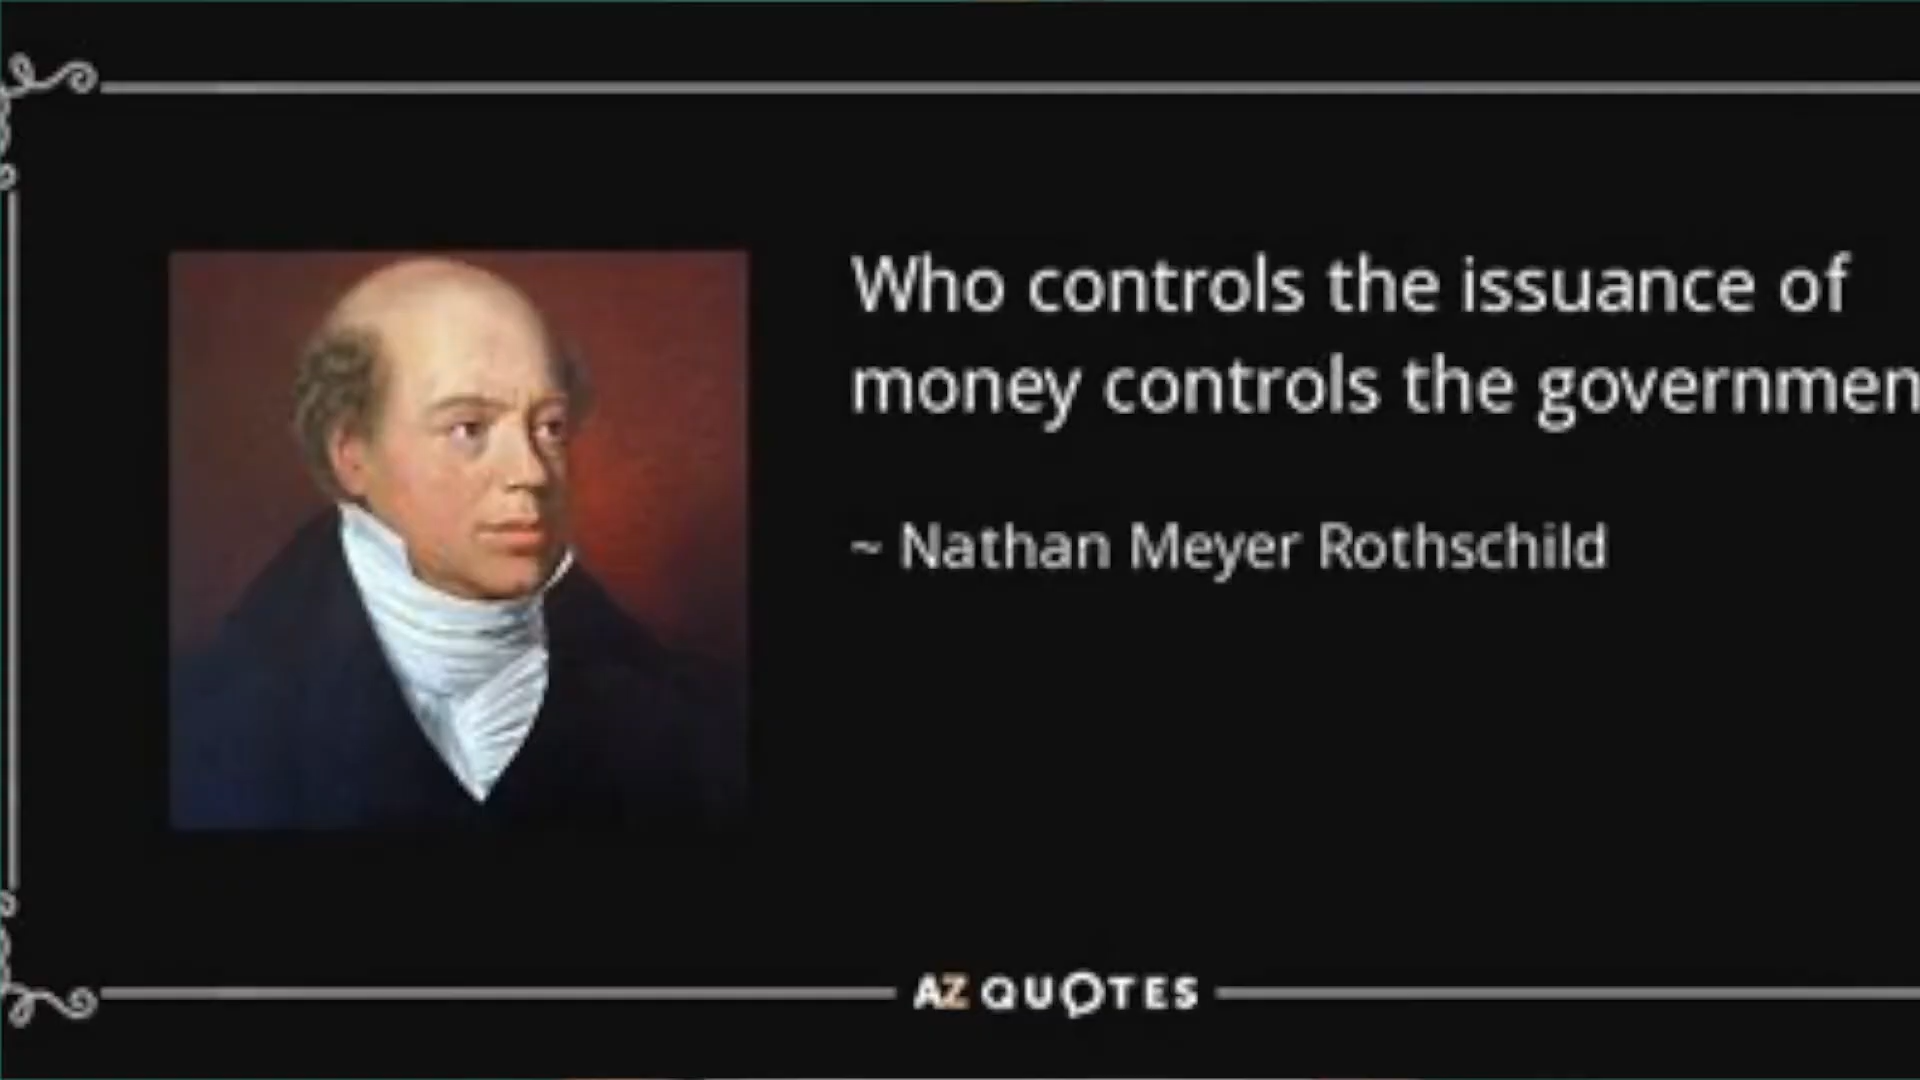 Who controls the issuance of
money controls the governmen
~ Nathan Meyer Rothschild
AZ QUOTES